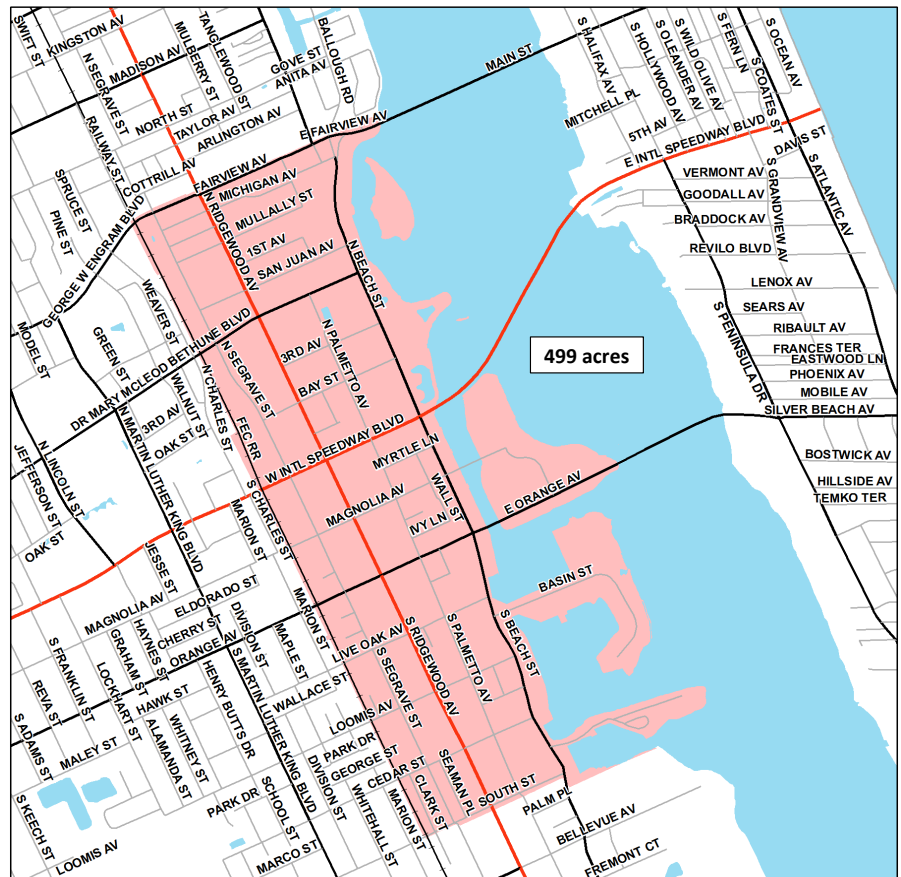 SWIFT ST
KINGSTON AV
MADISON AV
N SEGRAVE ST
RAILWAY ST
TANGLEWOOD ST
MULBERRY ST
GOVE ST
ANITA AV
BALLOUGH RD
NORTH ST
TAYLOR AV
ARLINGTON AV
COTTRILL AV
E FAIRVIEW AV
FAIRVIEW AV
MAIN ST
S HALIFAX AV
S HOLLYWOOD AV
S OLEANDER AV
S WILD OLIVE AV
S FERN LN
S COATES ST
S OCEAN AV
MITCHELL PL
5TH AV
E INTL SPEEDWAY BLVD
DAVIS ST
S ATLANTIC AV
S GRANDVIEW AV
VERMONT AV
GOODALL AV
BRADDOCK AV
REVILO BLVD
LENOX AV
SEARS AV
RIBAULT AV
FRANCES TER
EASTWOOD LN
PHOENIX AV
MOBILE AV
SILVER BEACH AV
S PENINSULA DR
BOSTWICK AV
HILLSIDE AV
TEMKO TER
SPRUCE ST
PINE ST
GEORGE W ENGRAM BLVD
MICHIGAN AV
MULLALLY ST
1ST AV
SAN JUAN AV
N RIDGEWOOD AV
N BEACH ST
WEAVER ST
MODEL ST
GREEN ST
DR MARY MCLEOD BETHUNE BLVD
N SEGRAVE ST
3RD AV
N PALMETTO AV
BAY ST
499 acres
3RD AV
OAK ST
WALNUT ST
N CHARLES ST
FEC RR
N MARTIN LUTHER KING BLVD
N LINCOLN ST
JEFFERSON ST
OAK ST
W INTL SPEEDWAY BLVD
MYRTLE LN
WALL ST
MAGNOLIA AV
IVY LN
E ORANGE AV
S CHARLES ST
MARION ST
JESSE ST
MAGNOLIA AV
ELDORADO ST
CHERRY ST
ORANGE AV
HAYNES ST
GRAHAM ST
LOCKHART ST
DIVISION ST
MAPLE ST
MARION ST
LIVE OAK AV
S RIDGEWOOD AV
S PALMETTO AV
S BEACH ST
BASIN ST
S FRANKLIN ST
REVA ST
S ADAMS ST
HAWK ST
MALEY ST
ALAMANDA ST
WHITNEY ST
HENRY BUTTS DR
S MARTIN LUTHER KING BLVD
WALLACE ST
S SEGRAVE ST
LOOMIS AV
PARK DR
GEORGE ST
CEDAR ST
SEAMAN PL
CLARK ST
SOUTH ST
PALM PL
BELLEVUE AV
FREMONT CT
S KEECH ST
LOOMIS AV
PARK DR
SCHOOL ST
MARCO ST
DIVISION ST
WHITEHALL ST
MARION ST